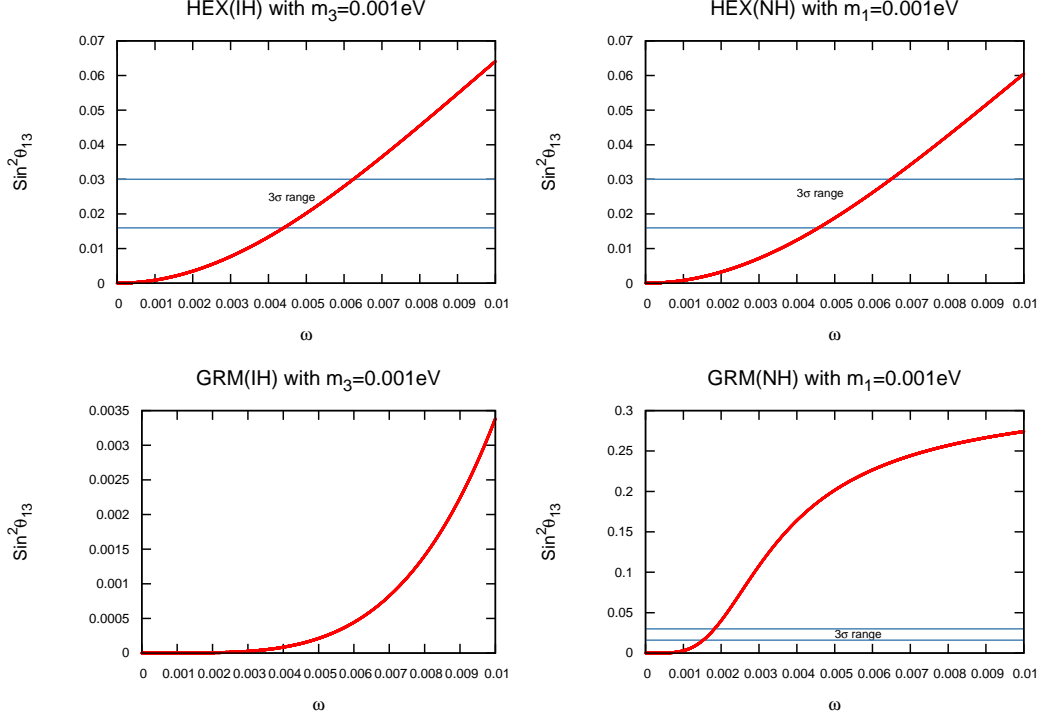 HEX(IH) with m3=0.001eV
Sin²θ13
0.07
0.06
0.05
0.04
0.03
0.02
0.01
0
3σ range
0 0.001 0.002 0.003 0.004 0.005 0.006 0.007 0.008 0.009 0.01
ω
HEX(NH) with m1=0.001eV
Sin²θ13
0.07
0.06
0.05
0.04
0.03
0.02
0.01
0
3σ range
0 0.001 0.002 0.003 0.004 0.005 0.006 0.007 0.008 0.009 0.01
ω
GRM(IH) with m3=0.001eV
Sin²θ13
0.0035
0.003
0.0025
0.002
0.0015
0.001
0.0005
0
0 0.001 0.002 0.003 0.004 0.005 0.006 0.007 0.008 0.009 0.01
ω
GRM(NH) with m1=0.001eV
Sin²θ13
0.3
0.25
0.2
0.15
0.1
0.05
0
3σ range
0 0.001 0.002 0.003 0.004 0.005 0.006 0.007 0.008 0.009 0.01
ω